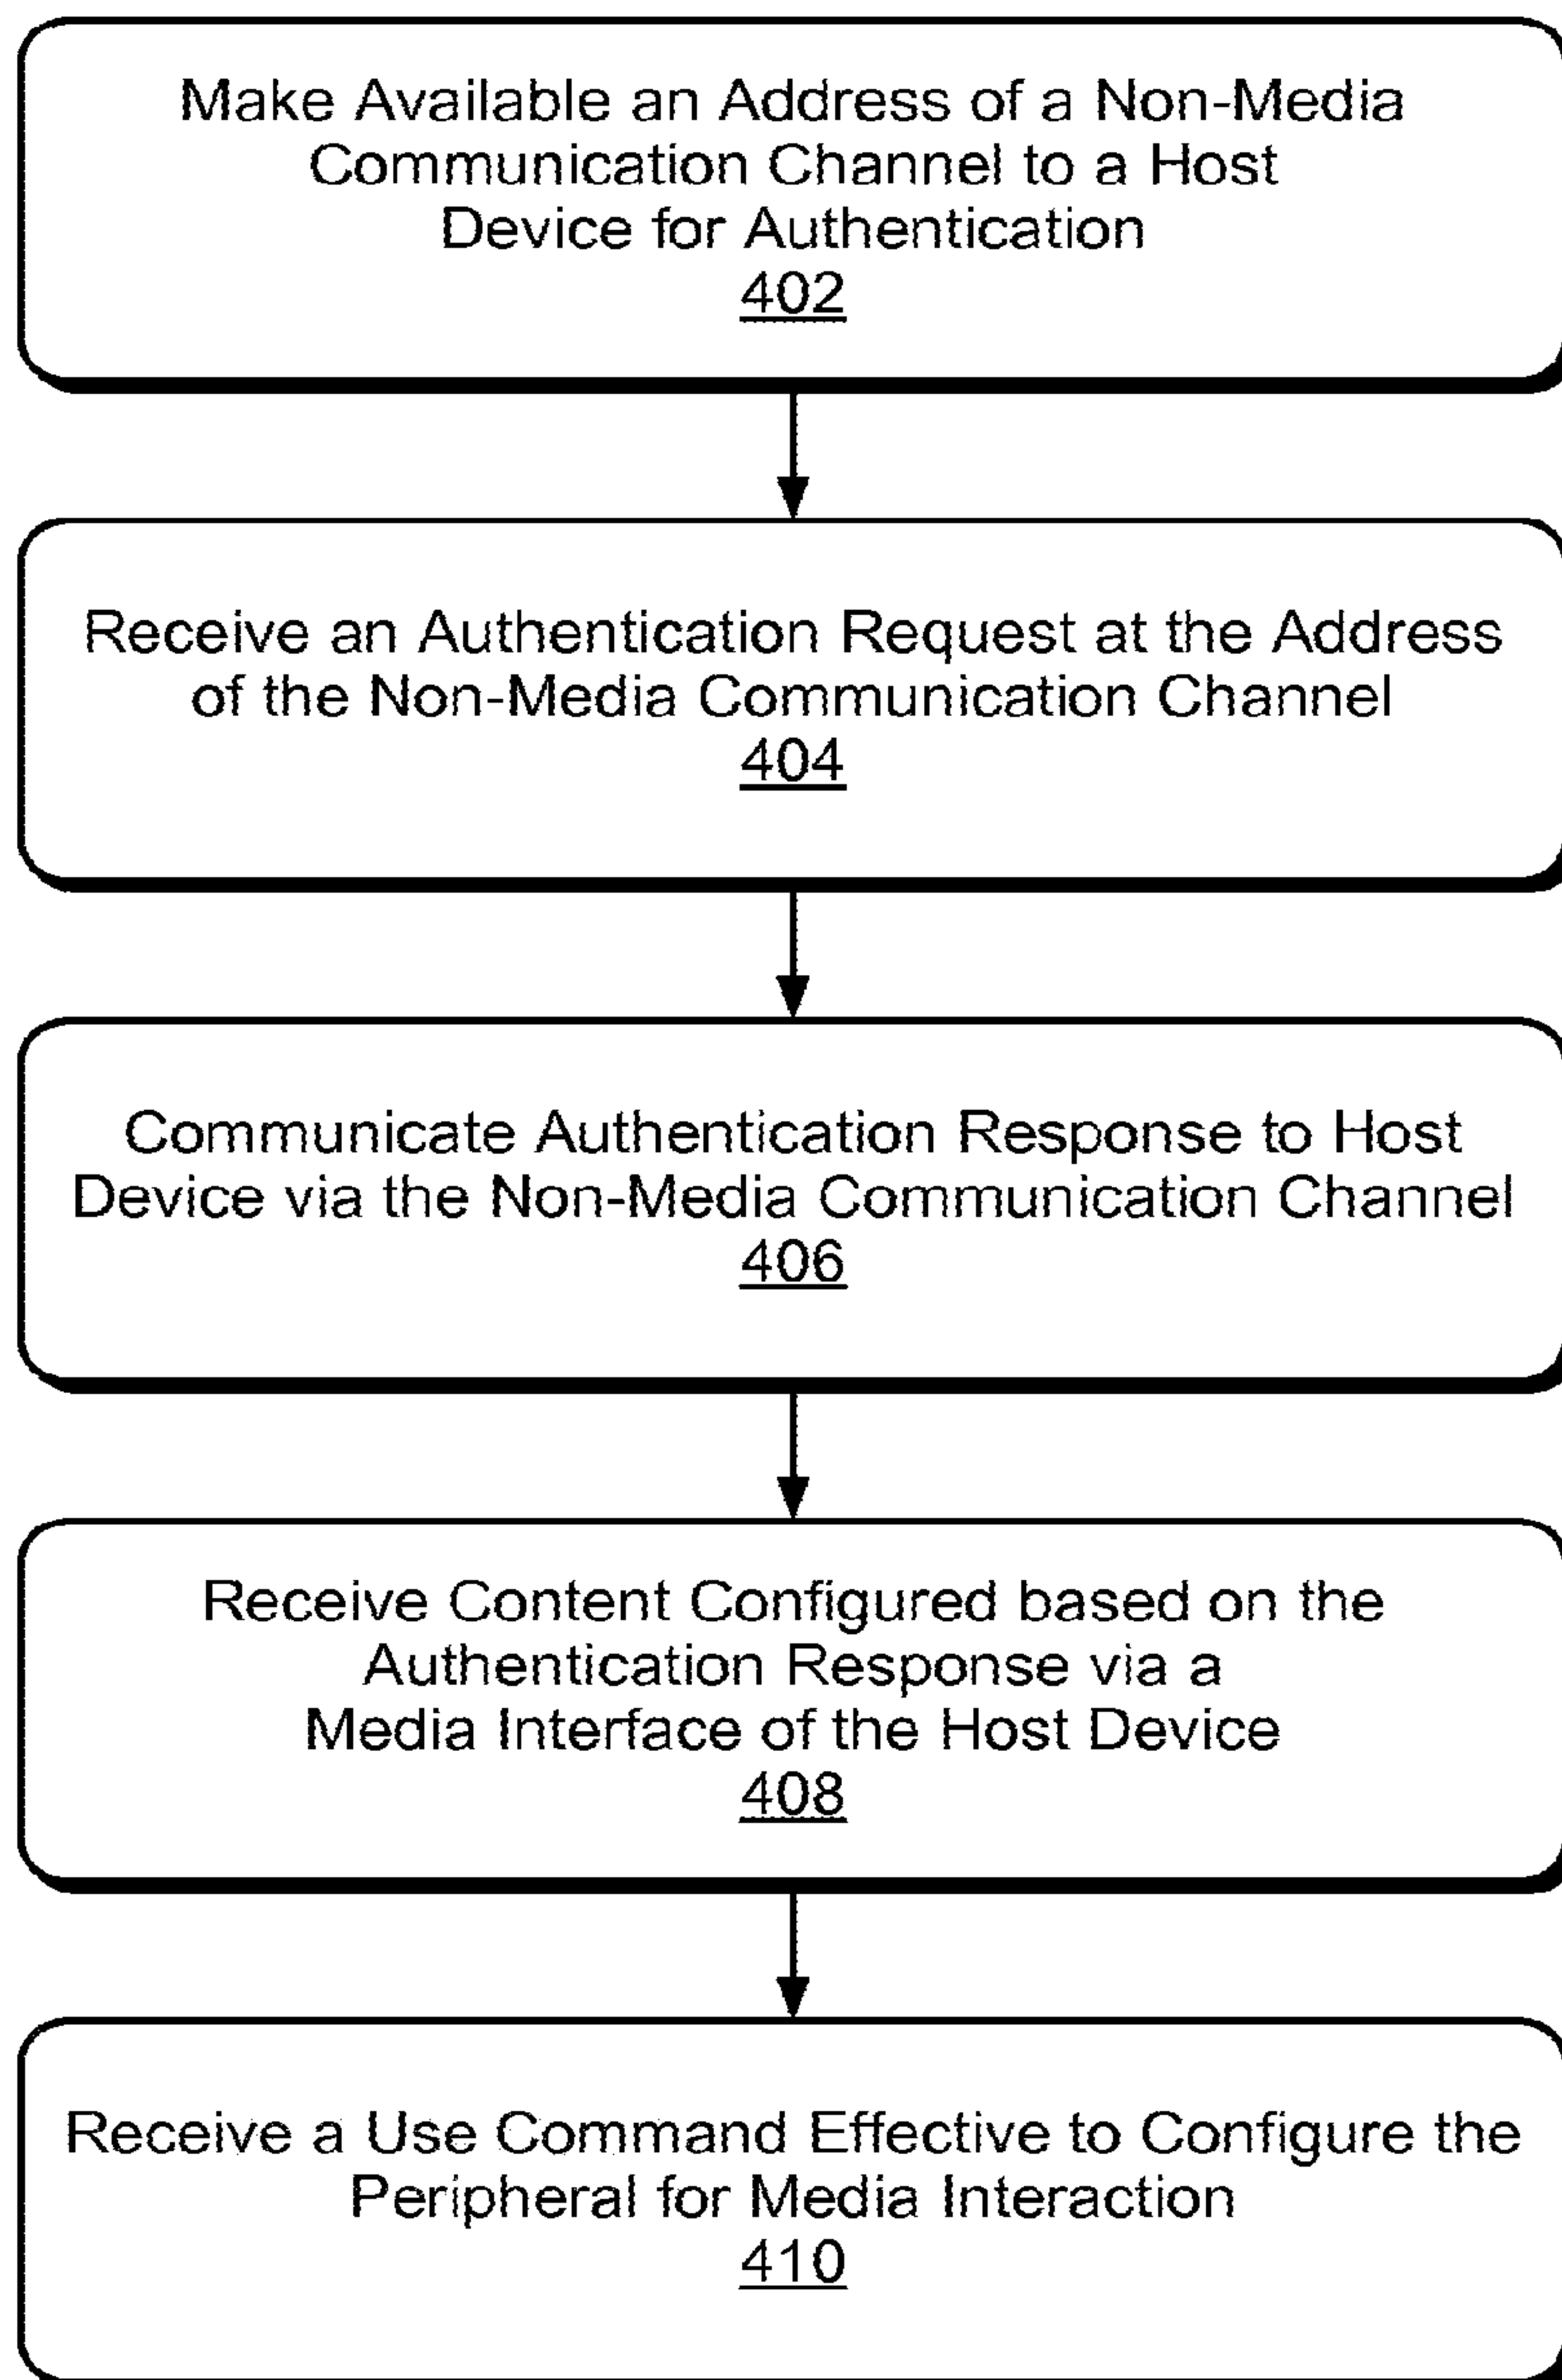 Make Available an Address of a Non-Media
Communication Channel to a Host
Device for Authentication
402
Receive an Authentication Request at the Address
of the Non-Media Communication Channel
404
Communicate Authentication Response to Host
Device via the Non-Media Communication Channel
406
Receive Content Configured based on the
Authentication Response via a
Media Interface of the Host Device
408
Receive a Use Command Effective to Configure the
Peripheral for Media Interaction
410